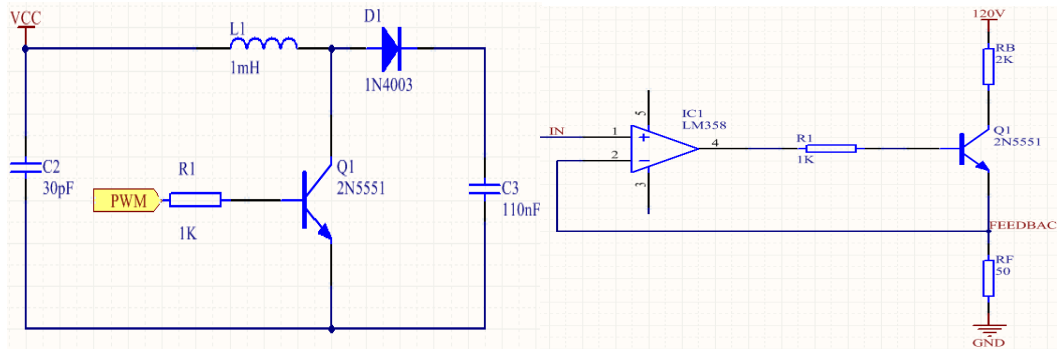 VCC
L1
1mH
D1
1N4003
C2
30pF
PWM
R1
1K
Q1
2N5551
C3
110nF
IN
1
2
5
3
4
IC1
LM358
R1
1K
120V
RB
2K
Q1
2N5551
FEEDBAC
RF
50
GND